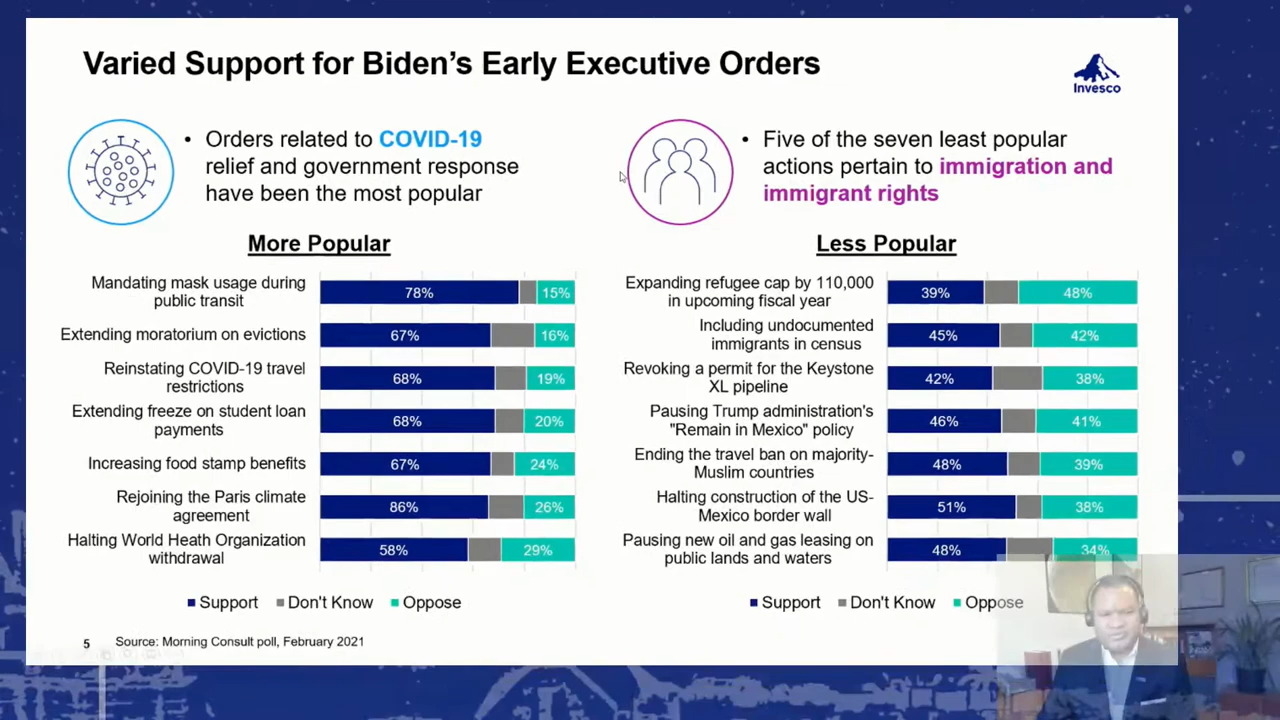 Varied Support for Biden's Early Executive Orders
Invesco
• Orders related to COVID-19
relief and government response
have been the most popular
• Five of the seven least popular
actions pertain to immigration and
immigrant rights
More Popular
Mandating mask usage during
public transit
78%
15%
Extending moratorium on evictions
67%
16%
Reinstating COVID-19 travel
restrictions
68%
19%
Extending freeze on student loan
payments
68%
20%
Increasing food stamp benefits
67%
24%
Rejoining the Paris climate
agreement
86%
26%
Halting World Heath Organization
withdrawal
58%
29%
Support
Don't Know
Oppose
Less Popular
Expanding refugee cap by 110,000
in upcoming fiscal year
39%
48%
Including undocumented
immigrants in census
45%
42%
Revoking a permit for the Keystone
XL pipeline
42%
38%
Pausing Trump administration's
"Remain in Mexico" policy
46%
41%
Ending the travel ban on majority-
Muslim countries
48%
39%
Halting construction of the US-
Mexico border wall
51%
38%
Pausing new oil and gas leasing on
public lands and waters
48%
34%
Support
Don't Know
Oppose
5
Source: Morning Consult poll, February 2021